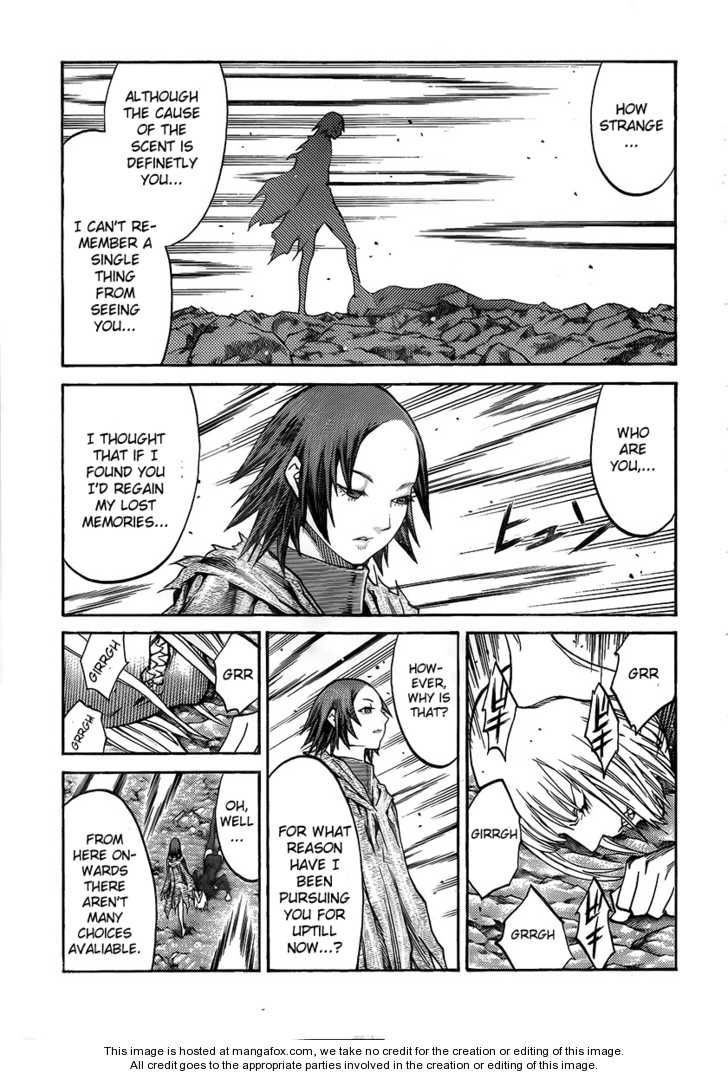 HOW
STRANGE
...
ALTHOUGH
THE CAUSE
OF THE
SCENT IS
DEFINETLY
YOU...
I CAN'T RE-
MEMBER A
SINGLE
THING
FROM
SEEING
YOU...
WHO
ARE
YOU,...
ヒュン
I THOUGHT
THAT IF I
FOUND YOU
I'D REGAIN
MY LOST
MEMORIES...
GRR
GIRRGH
GRRGH
HOW-
EVER,
WHY IS
THAT?
FOR WHAT
REASON
HAVE I
BEEN
PURSUING
YOU FOR
UPTILL
NOW...?
GRR
GIRRGH
GRRGH
OH,
WELL
...
FROM
HERE ON-
WARDS
THERE
AREN'T
MANY
CHOICES
AVALIABLE.
This image is hosted at mangafox.com, we take no credit for the creation or editing of this image.
All credit goes to the appropriate parties involved in the creation or editing of this image.